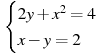 2y + x² = 4
x − y = 2